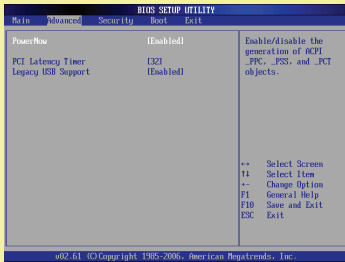 BIOS SETUP UTILITY
Main Advanced Security Boot Exit
PowerNow [Enabled]
PCI Latency Timer [32]
Legacy USB Support [Enabled]
Enable/disable the
generation of ACPI
_PPC, _PSS, and _PCT
objects.
↔ Select Screen
↑↓ Select Item
+- Change Option
F1 General Help
F10 Save and Exit
ESC Exit
v02.61 (C)Copyright 1985-2006, American Megatrends, Inc.